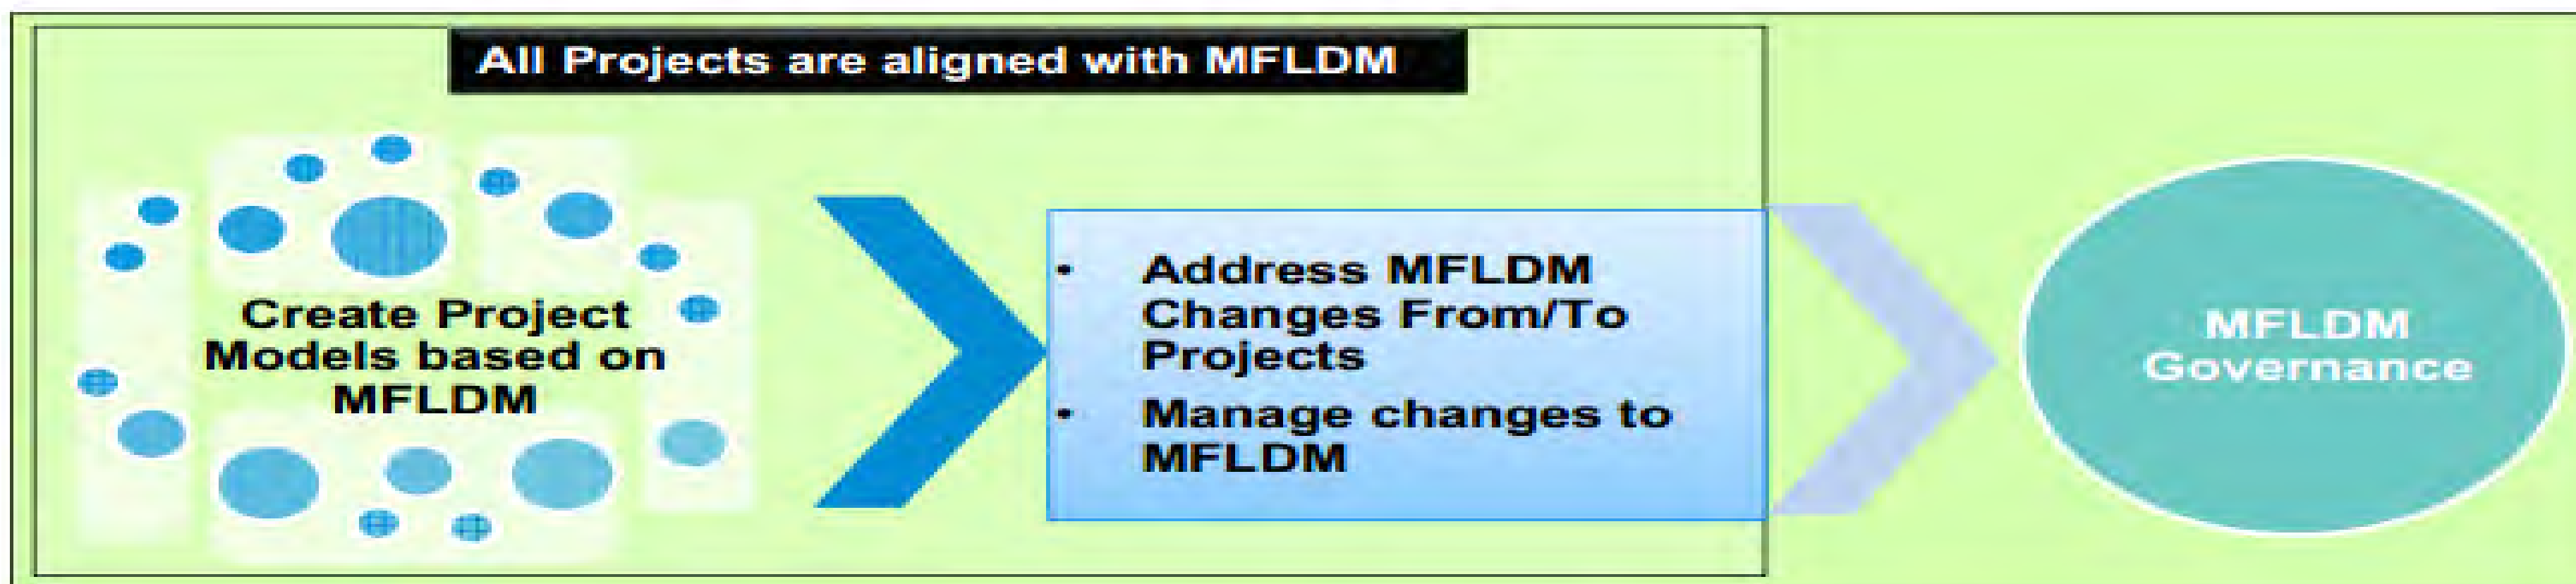 All Projects are aligned with MFLDM
Create Project
Models based on
MFLDM
• Address MFLDM
Changes From/To
Projects
• Manage changes to
MFLDM
MFLDM
Governance